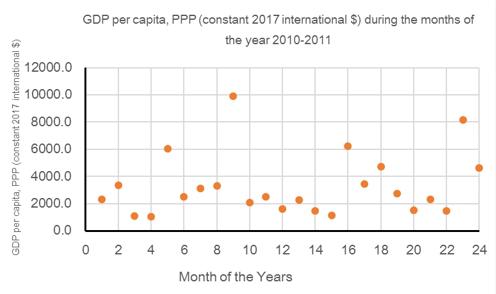 GDP per capita, PPP (constant 2017 international $) during the months of
the year 2010-2011
GDP per capita, PPP (constant 2017 international $)
12000.0
10000.0
8000.0
6000.0
4000.0
2000.0
0.0
0 2 4 6 8 10 12 14 16 18 20 22 24
Month of the Years